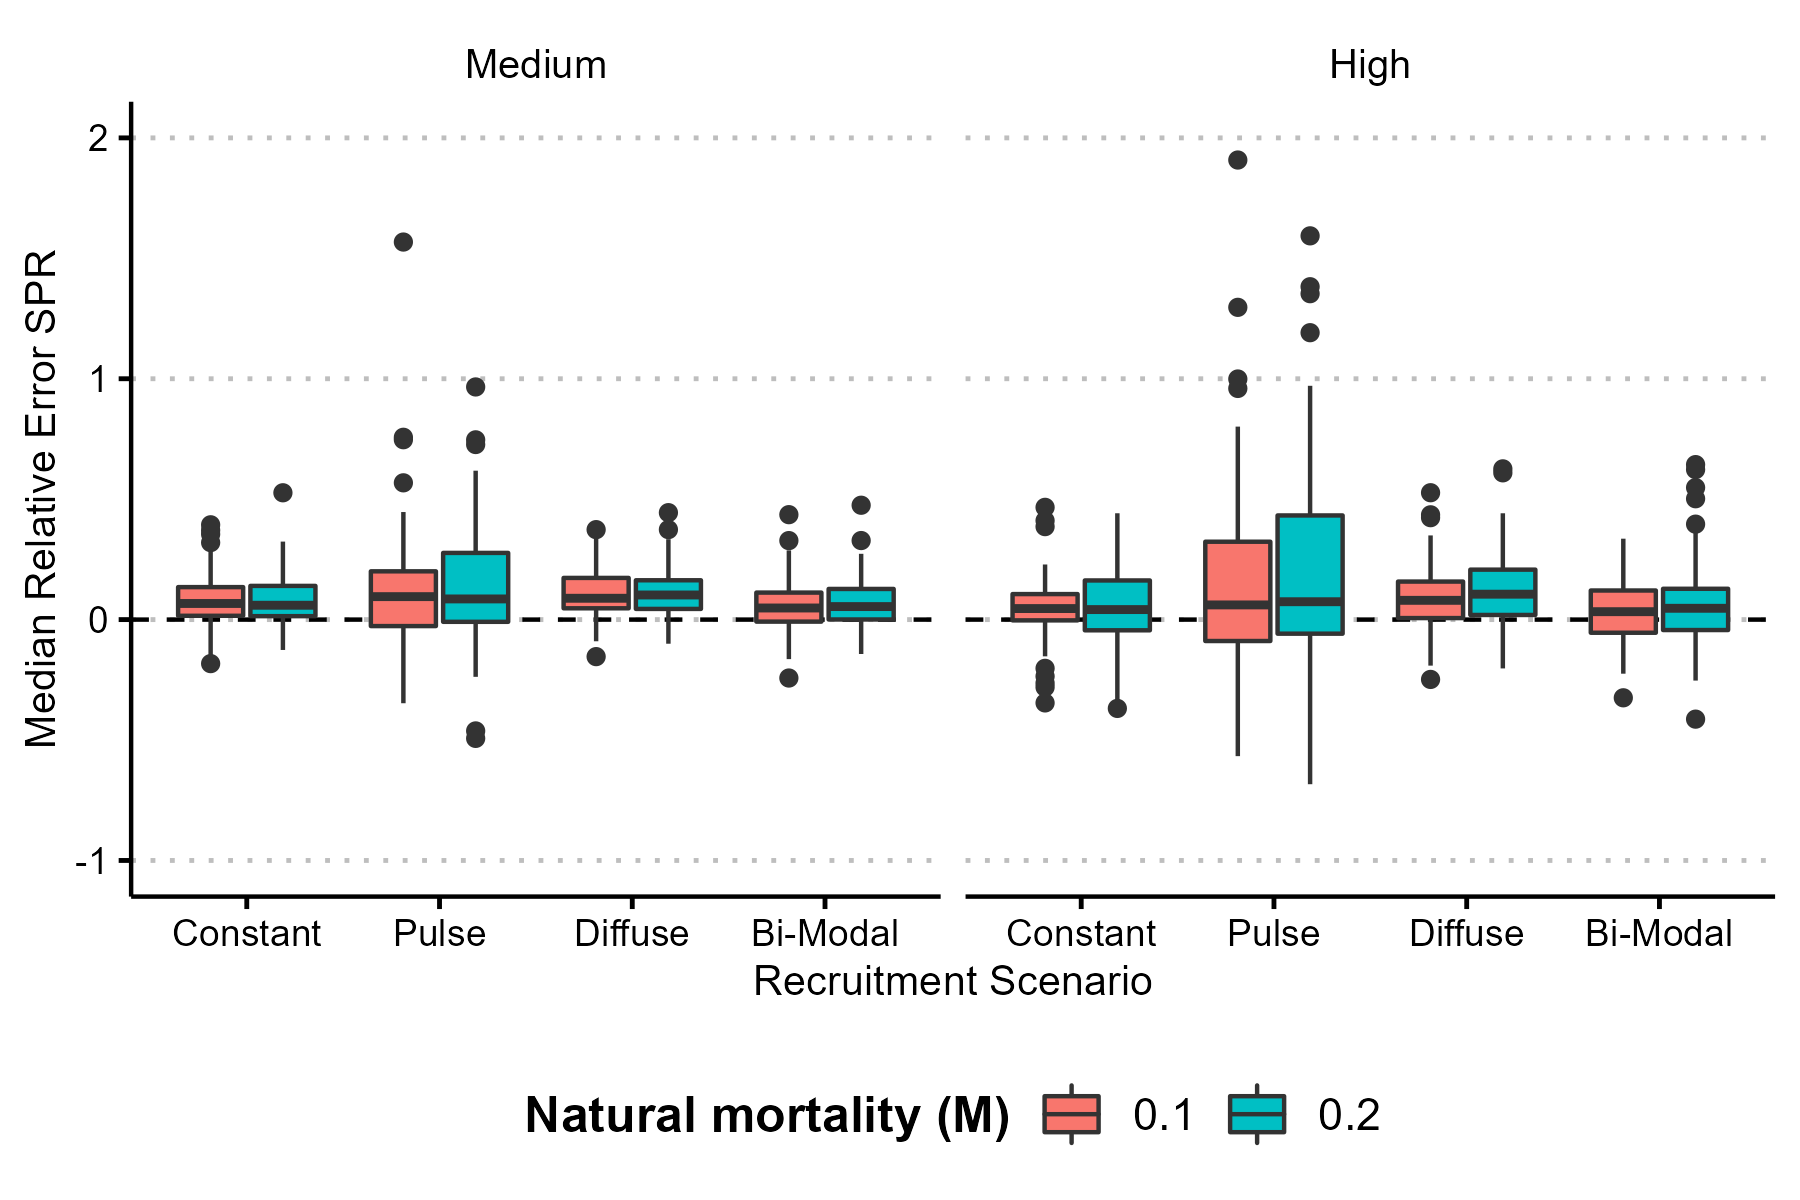 Medium High
Median Relative Error SPR
2
1
0
-1
Constant Pulse Diffuse Bi-Modal Constant Pulse Diffuse Bi-Modal
Recruitment Scenario
Natural mortality (M) 0.1 0.2